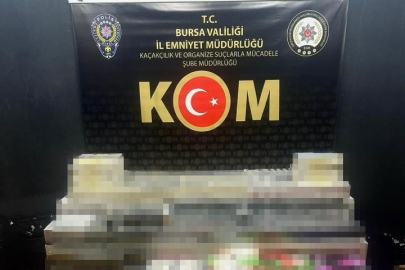 T.C.
BURSA VALİLİĞİ
İL EMNİYET MÜDÜRLÜĞÜ
KAÇAKÇILIK VE ORGANİZE SUÇLARLA MÜCADELE
ŞUBE MÜDÜRLÜĞÜ
KOM